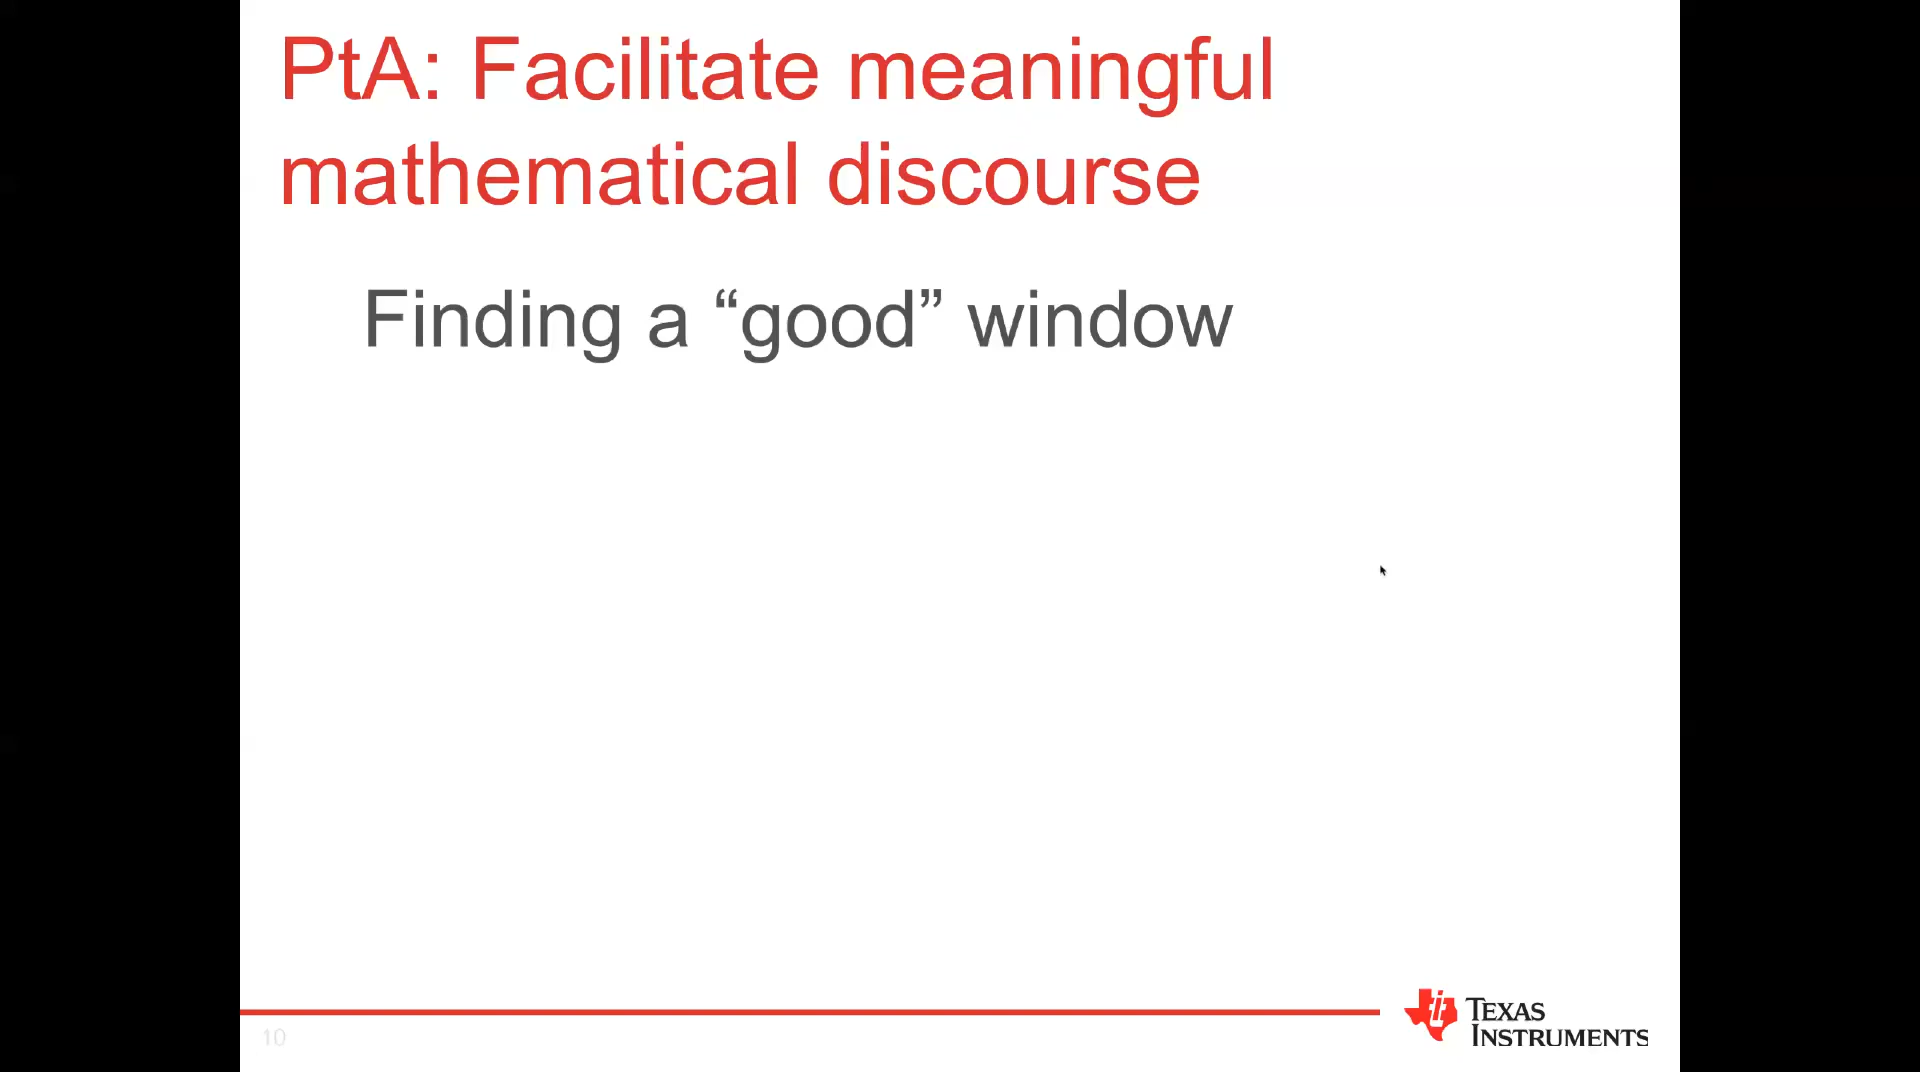 PtA: Facilitate meaningful
mathematical discourse
Finding a “good” window
10
TEXAS
INSTRUMENTS